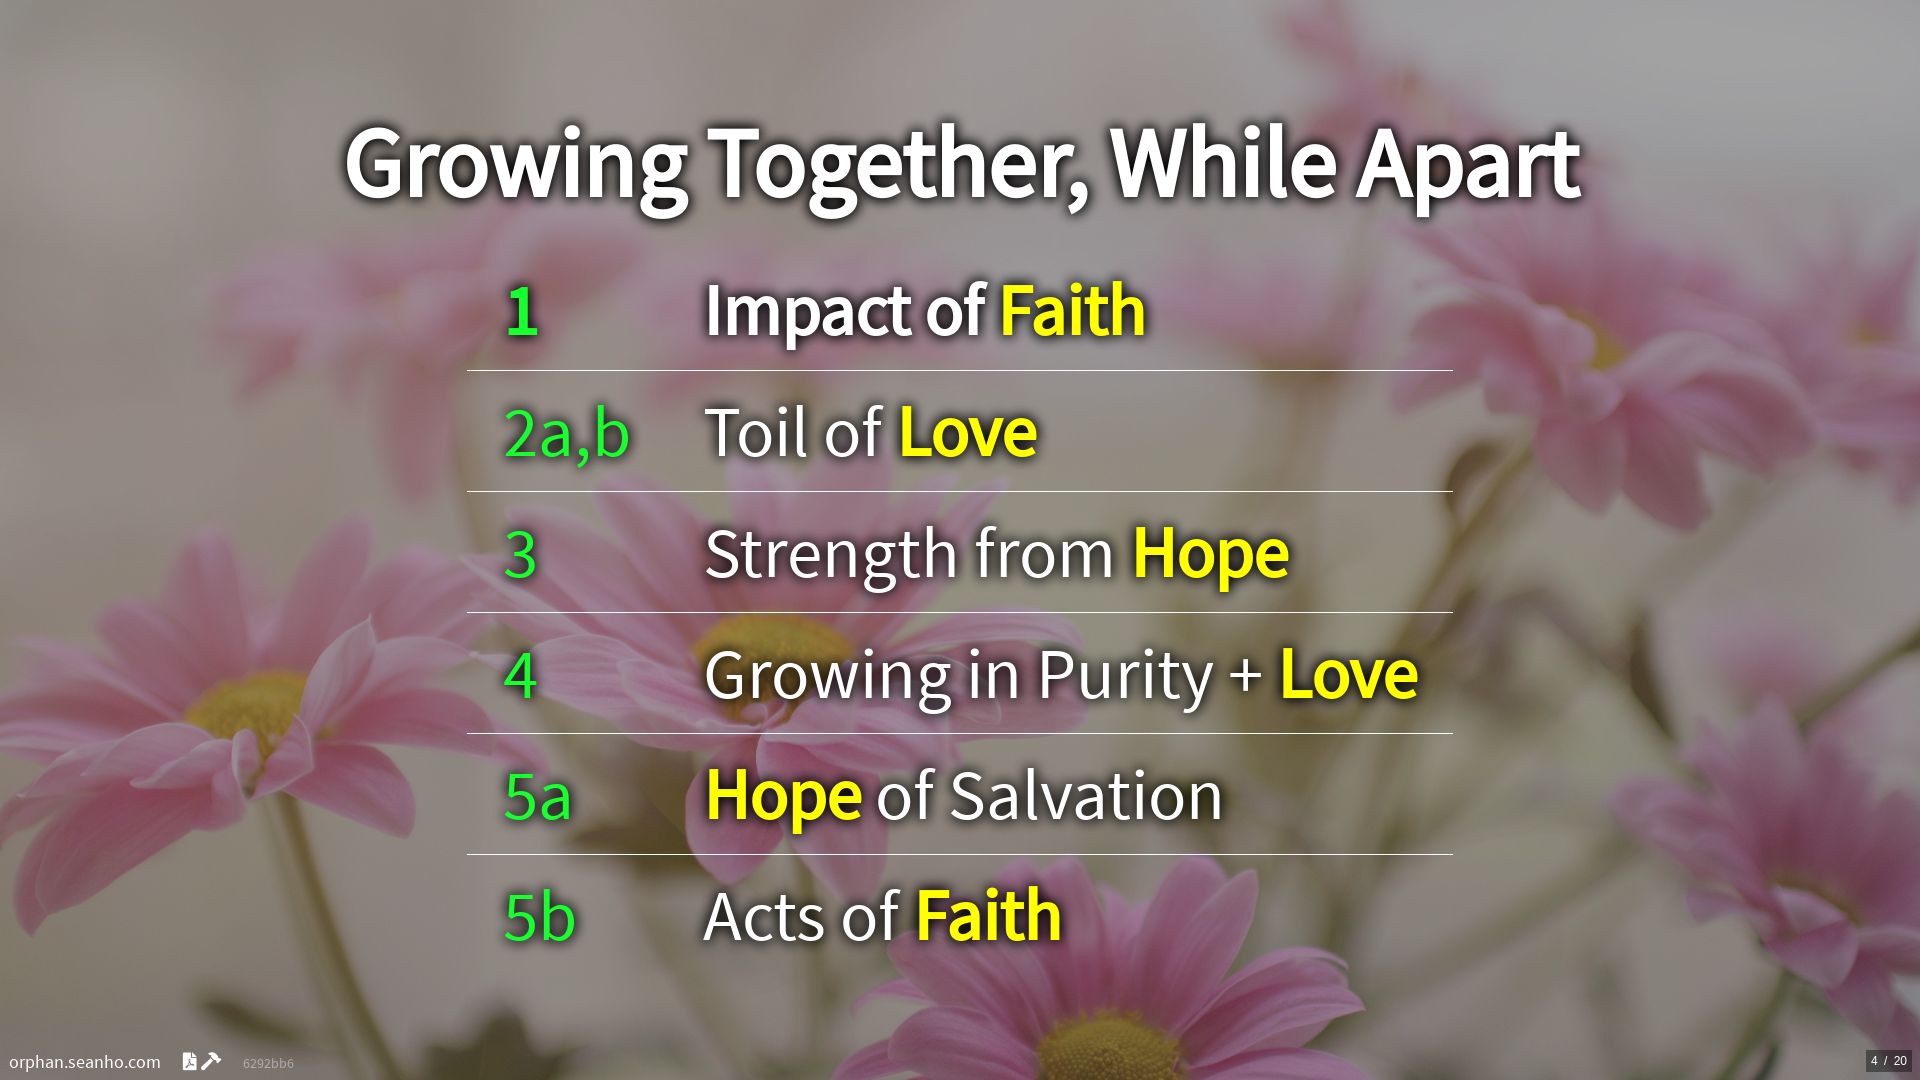 Growing Together, While Apart
1 Impact of Faith
2a,b Toil of Love
3 Strength from Hope
4 Growing in Purity + Love
5a Hope of Salvation
5b Acts of Faith
orphan.seanho.com 6292bb6
4 / 20